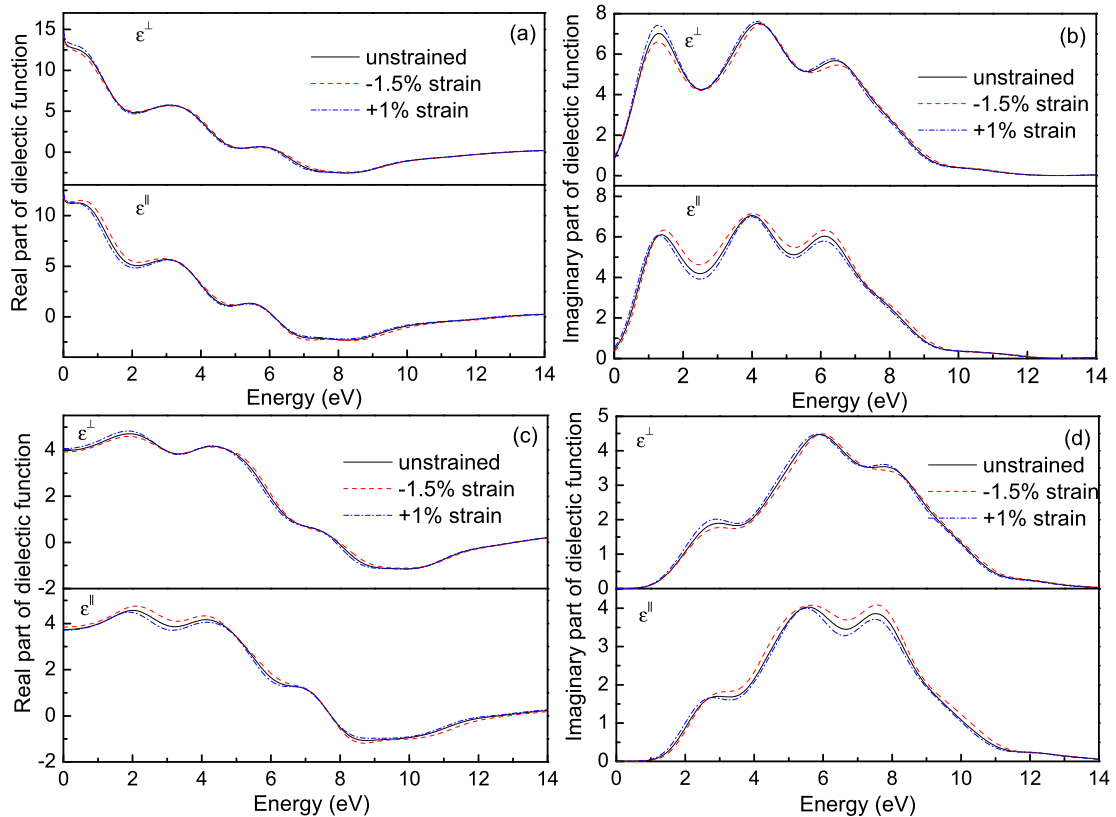 (a)
ε⊥
unstrained
-1.5% strain
+1% strain
15
10
5
0
ε∥
10
5
0
0 2 4 6 8 10 12 14
Energy (eV)
Real part of dielectric function
(b)
ε⊥
unstrained
-1.5% strain
+1% strain
8
6
4
2
0
ε∥
8
6
4
2
0
0 2 4 6 8 10 12 14
Energy (eV)
Imaginary part of dielectric function
(c)
ε⊥
unstrained
-1.5% strain
+1% strain
4
2
0
-2
ε∥
4
2
0
-2
0 2 4 6 8 10 12 14
Energy (eV)
Real part of dielectric function
(d)
ε⊥
unstrained
-1.5% strain
+1% strain
5
4
3
2
1
0
ε∥
4
3
2
1
0
0 2 4 6 8 10 12 14
Energy (eV)
Imaginary part of dielectric function